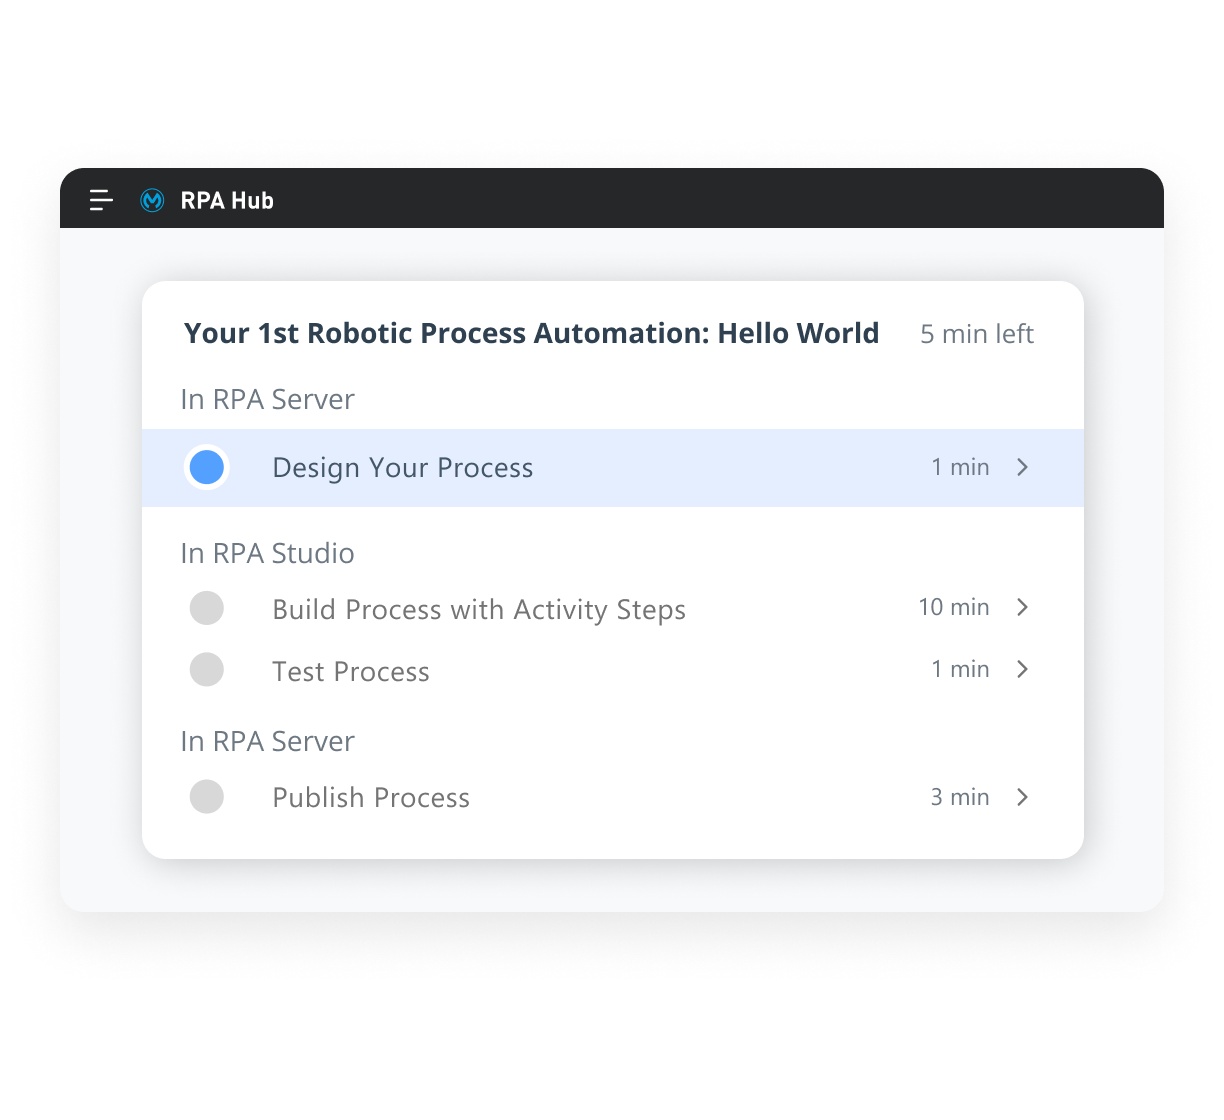 RPA Hub
Your 1st Robotic Process Automation: Hello World 5 min left
In RPA Server
Design Your Process 1 min
In RPA Studio
Build Process with Activity Steps 10 min
Test Process 1 min
In RPA Server
Publish Process 3 min